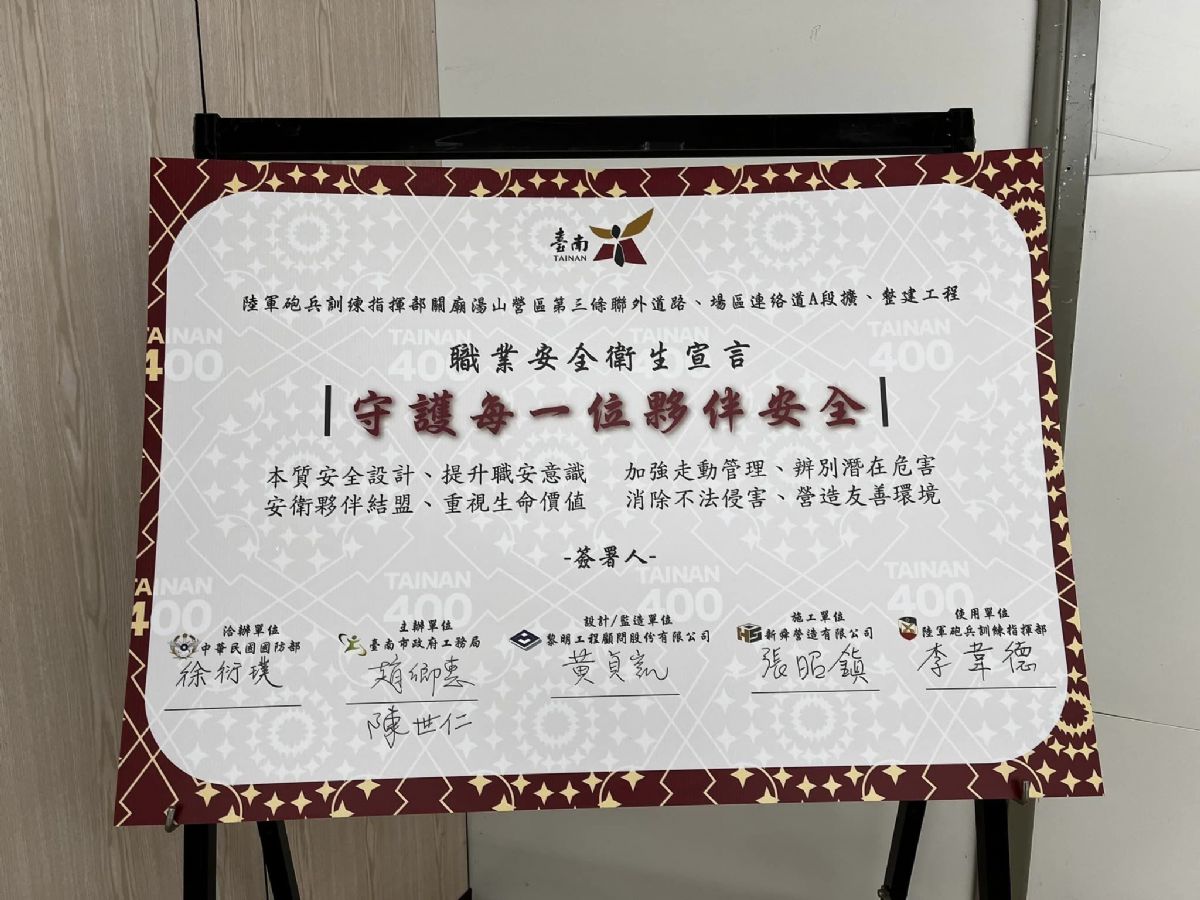 臺南
TAINAN
陸軍砲兵訓練指揮部關廟湯山營區第三條聯外道路、場區連絡道A段擴、整建工程
TAINAN
400
TAINAN
400
TAINAN
400
TAINAN
400
職業安全衛生宣言
守護每一位夥伴安全
本質安全設計、提升職安意識
安衛夥伴結盟、重視生命價值
加強走動管理、辨別潛在危害
消除不法侵害、營造友善環境
-簽署人-
TAINAN
400
TAINAN
400
TAINAN
400
TAINAN
400
洽辦單位
中華民國國防部
徐衍璞
主辦單位
臺南市政府工務局
趙卿惠
陳世仁
設計/監造單位
黎明工程顧問股份有限公司
黃貞凱
施工單位
新舜營造有限公司
張昭鎮
使用單位
陸軍砲兵訓練指揮部
李韋德